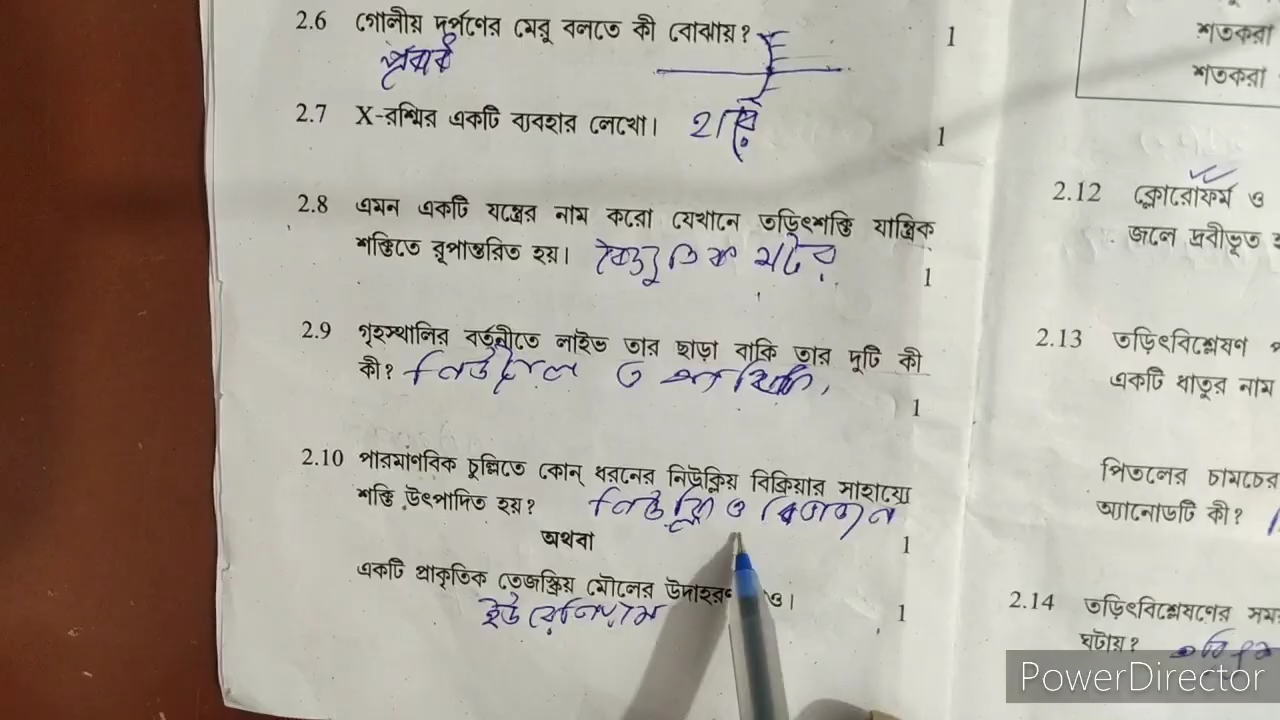 2.6 গোলীয় দর্পণের মেরু বলতে কী বোঝায়? 1
2.7 X-রশ্মির একটি ব্যবহার লেখো। 1
2.8 এমন একটি যন্ত্রের নাম করো যেখানে তড়িৎশক্তি যান্ত্রিক
শক্তিতে রূপান্তরিত হয়। বৈদ্যুতিক মটর 1
2.9 গৃহস্থালির বর্তনীতে লাইভ তার ছাড়া বাকি তার দুটি কী
কী? নিউট্রাল ও 1
2.10 পারমাণবিক চুল্লিতে কোন্ ধরনের নিউক্লিয় বিক্রিয়ার সাহায্যে
শক্তি উৎপাদিত হয়? নিউক্লিও বিভাজন
অথবা 1
একটি প্রাকৃতিক তেজস্ক্রিয় মৌলের উদাহরণ
ইউরেনিয়াম 1
শতকরা
শতকরা
2.12 ক্লোরোফর্ম ও
জলে দ্রবীভূত
2.13 তড়িৎবিশ্লেষণ
একটি ধাতুর নাম
পিতলের চামচের
অ্যানোডটি কী?
2.14 তড়িৎবিশ্লেষণের সময়
ঘটায়?
PowerDirector